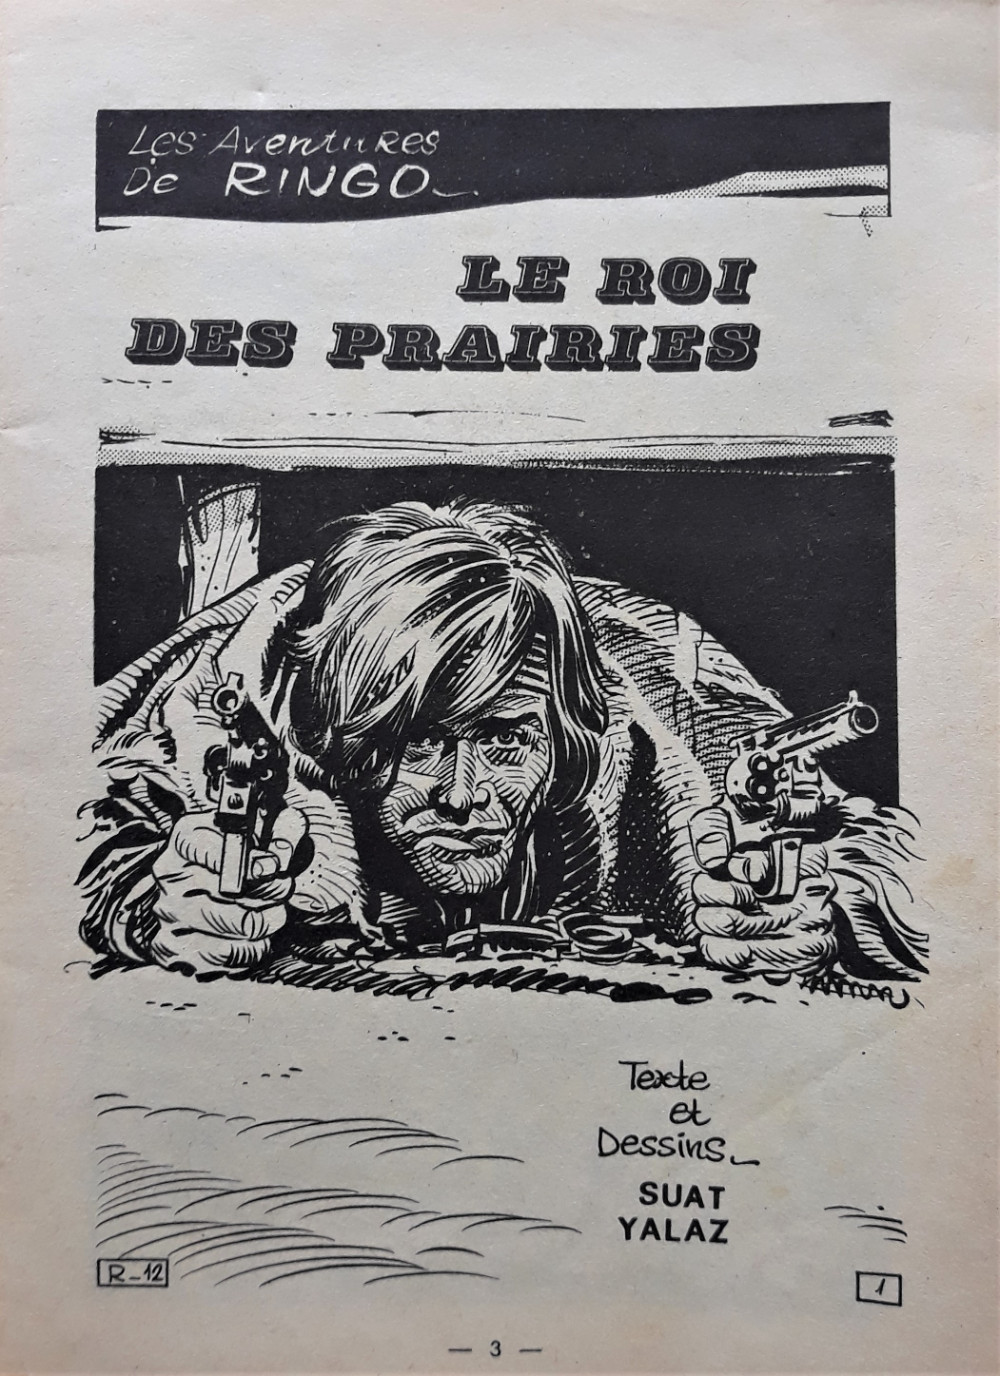 Les Aventures
De RINGO
LE ROI
DES PRAIRIES
Texte
et
Dessins
SUAT
YALAZ
R-12
1
— 3 —